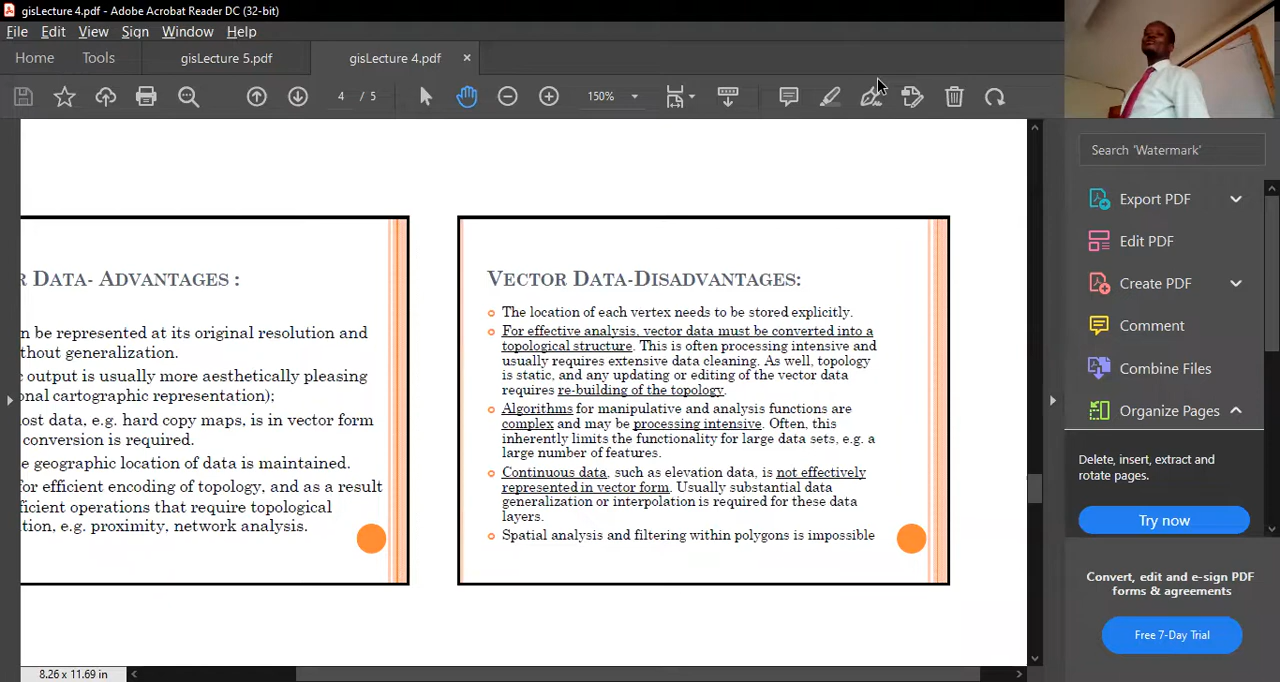 gisLecture 4.pdf - Adobe Acrobat Reader DC (32-bit)
File Edit View Sign Window Help
Home Tools gisLecture 5.pdf gisLecture 4.pdf ×
4 / 5 150%
Search 'Watermark'
Export PDF
Edit PDF
Create PDF
Comment
Combine Files
Organize Pages
Delete, insert, extract and
rotate pages.
Try now
Convert, edit and e-sign PDF
forms & agreements
Free 7-Day Trial
R DATA- ADVANTAGES :
n be represented at its original resolution and
thout generalization.
c output is usually more aesthetically pleasing
onal cartographic representation);
ost data, e.g. hard copy maps, is in vector form
conversion is required.
e geographic location of data is maintained.
for efficient encoding of topology, and as a result
ficient operations that require topological
tion, e.g. proximity, network analysis.
VECTOR DATA-DISADVANTAGES:
The location of each vertex needs to be stored explicitly.
For effective analysis, vector data must be converted into a
topological structure. This is often processing intensive and
usually requires extensive data cleaning. As well, topology
is static, and any updating or editing of the vector data
requires re-building of the topology.
Algorithms for manipulative and analysis functions are
complex and may be processing intensive. Often, this
inherently limits the functionality for large data sets, e.g. a
large number of features.
Continuous data, such as elevation data, is not effectively
represented in vector form. Usually substantial data
generalization or interpolation is required for these data
layers.
Spatial analysis and filtering within polygons is impossible
8.26 x 11.69 in